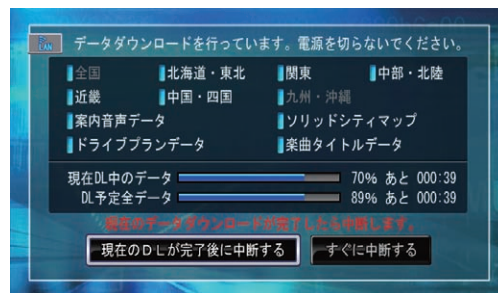 データダウンロードを行っています。電源を切らないでください。
全国 北海道・東北 関東 中部・北陸
近畿 中国・四国 九州・沖縄
案内音声データ ソリッドシティマップ
ドライブプランデータ 楽曲タイトルデータ
現在DL中のデータ 70% あと 000:39
DL予定全データ 89% あと 000:39
現在のデータダウンロードが完了したら中断します。
現在のDLが完了後に中断する すぐに中断する